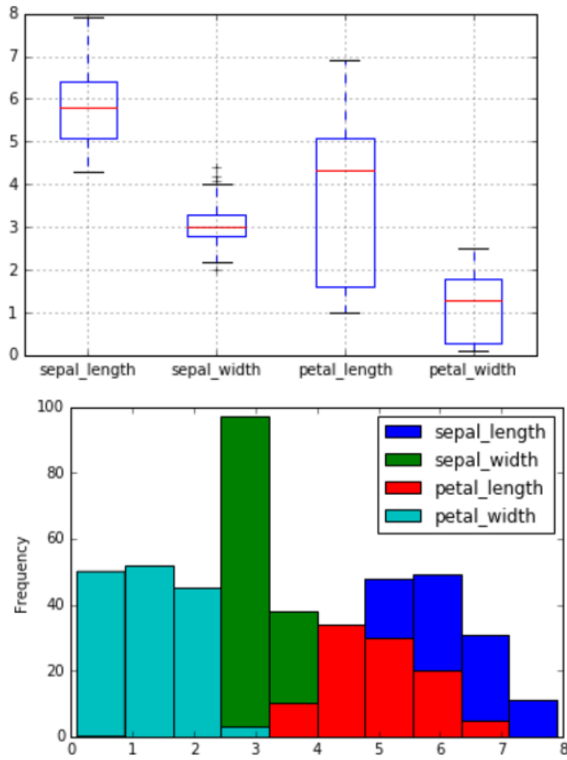 8
7
6
5
4
3
2
1
0
sepal_length sepal_width petal_length petal_width
100
80
60
40
20
0
Frequency
sepal_length
sepal_width
petal_length
petal_width
0 1 2 3 4 5 6 7 8